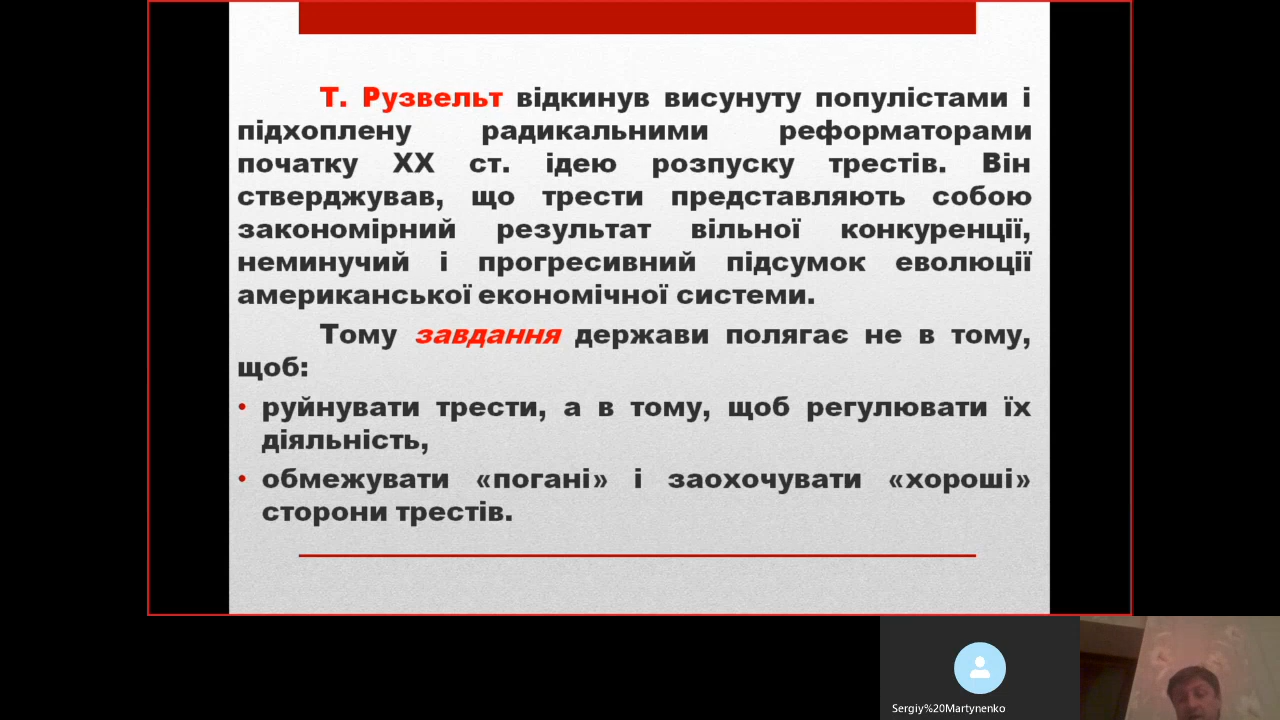 Т. Рузвельт відкинув висунуту популістами і
підхоплену радикальними реформаторами
початку ХХ ст. ідею розпуску трестів. Він
стверджував, що трести представляють собою
закономірний результат вільної конкуренції,
неминучий і прогресивний підсумок еволюції
американської економічної системи.
Тому завдання держави полягає не в тому,
щоб:
• руйнувати трести, а в тому, щоб регулювати їх
діяльність,
• обмежувати «погані» і заохочувати «хороші»
сторони трестів.
Sergiy%20Martynenko